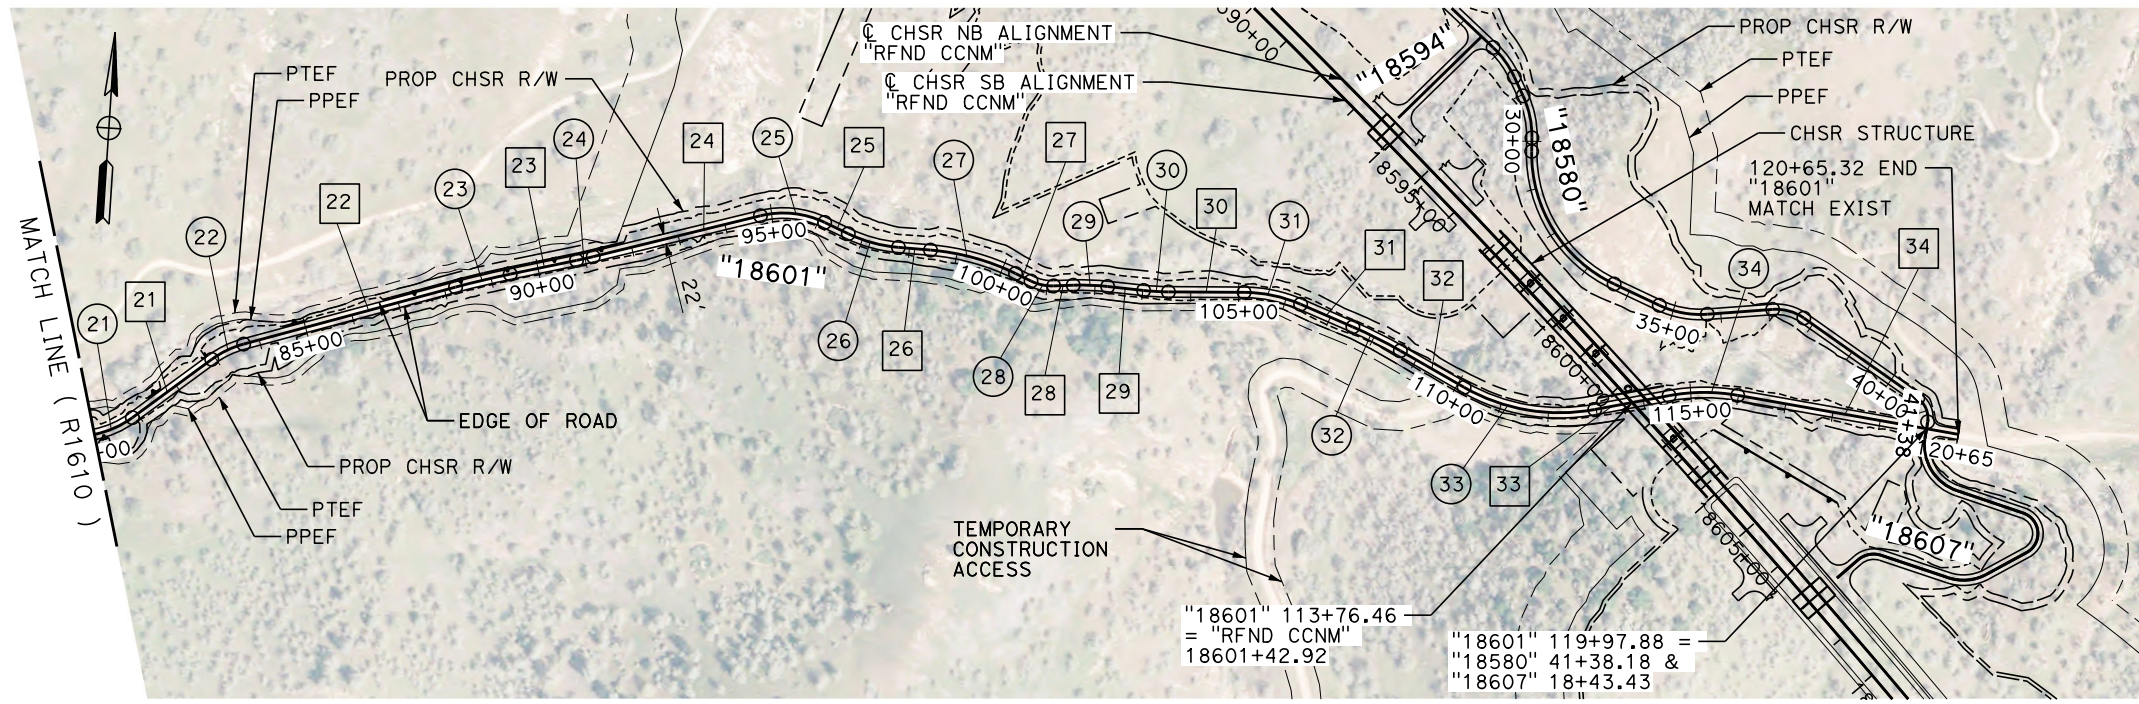 ℄ CHSR NB ALIGNMENT
"RFND CCNM"
℄ CHSR SB ALIGNMENT
"RFND CCNM"
"18594"
PROP CHSR R/W
PTEF
PPEF
CHSR STRUCTURE
120+65.32 END
"18601"
MATCH EXIST
PTEF
PPEF
PROP CHSR R/W
"18580"
30+00
18595+00
24
23
24
25
25
27
27
30
30
29
31
31
32
34
34
22
23
22
21
21
MATCH LINE ( R1610 )
85+00
90+00
95+00
"18601"
22'
100+00
105+00
110+00
115+00
35+00
40+00
41+38
18600+00
26
26
28
28
29
32
33
33
EDGE OF ROAD
PROP CHSR R/W
PTEF
PPEF
TEMPORARY
CONSTRUCTION
ACCESS
"18607"
18605+00
"18601" 113+76.46
= "RFND CCNM"
18601+42.92
"18601" 119+97.88 =
"18580" 41+38.18 &
"18607" 18+43.43